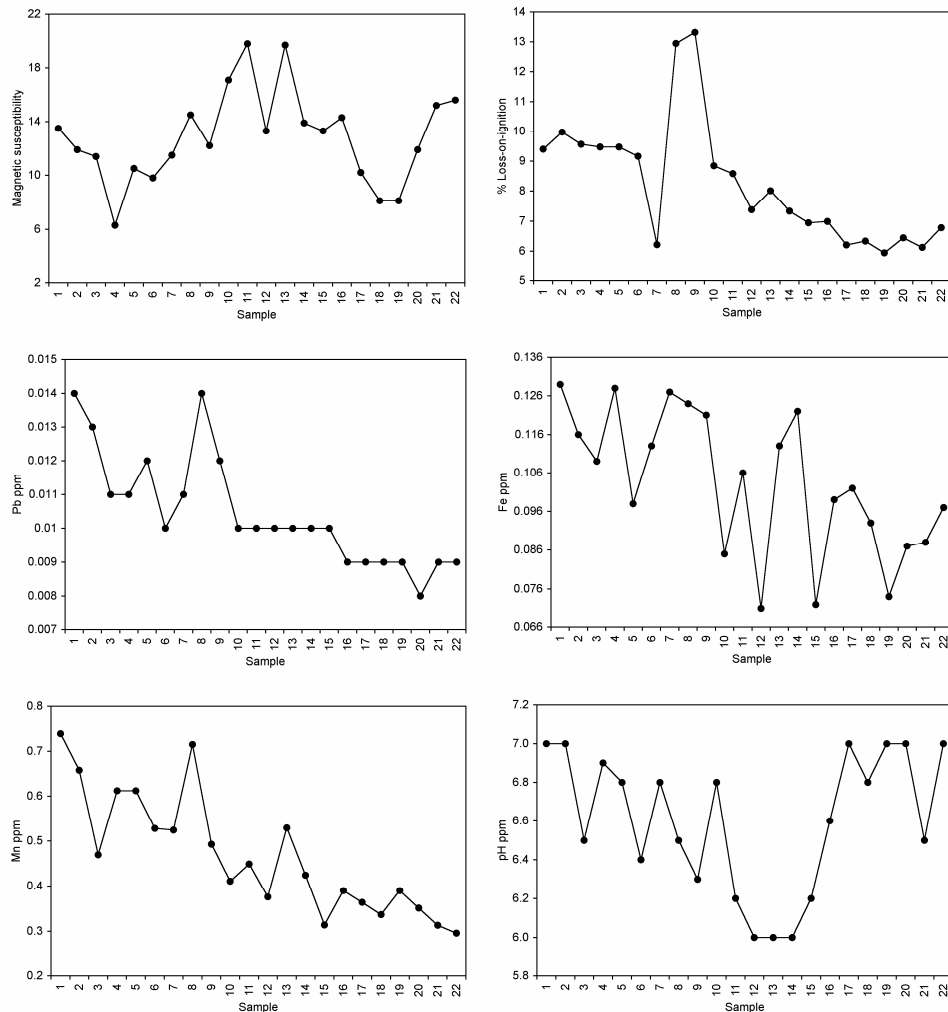 22
18
14
10
6
2
Magnetic susceptibility
1 2 3 4 5 6 7 8 9 10 11 12 13 14 15 16 17 18 19 20 21 22
Sample
14
13
12
11
10
9
8
7
6
5
% Loss-on-ignition
1 2 3 4 5 6 7 8 9 10 11 12 13 14 15 16 17 18 19 20 21 22
Sample
0.015
0.014
0.013
0.012
0.011
0.01
0.009
0.008
0.007
Pb ppm
1 2 3 4 5 6 7 8 9 10 11 12 13 14 15 16 17 18 19 20 21 22
Sample
0.136
0.126
0.116
0.106
0.096
0.086
0.076
0.066
Fe ppm
1 2 3 4 5 6 7 8 9 10 11 12 13 14 15 16 17 18 19 20 21 22
Sample
0.8
0.7
0.6
0.5
0.4
0.3
0.2
Mn ppm
1 2 3 4 5 6 7 8 9 10 11 12 13 14 15 16 17 18 19 20 21 22
Sample
7.2
7.0
6.8
6.6
6.4
6.2
6.0
5.8
pH ppm
1 2 3 4 5 6 7 8 9 10 11 12 13 14 15 16 17 18 19 20 21 22
Sample